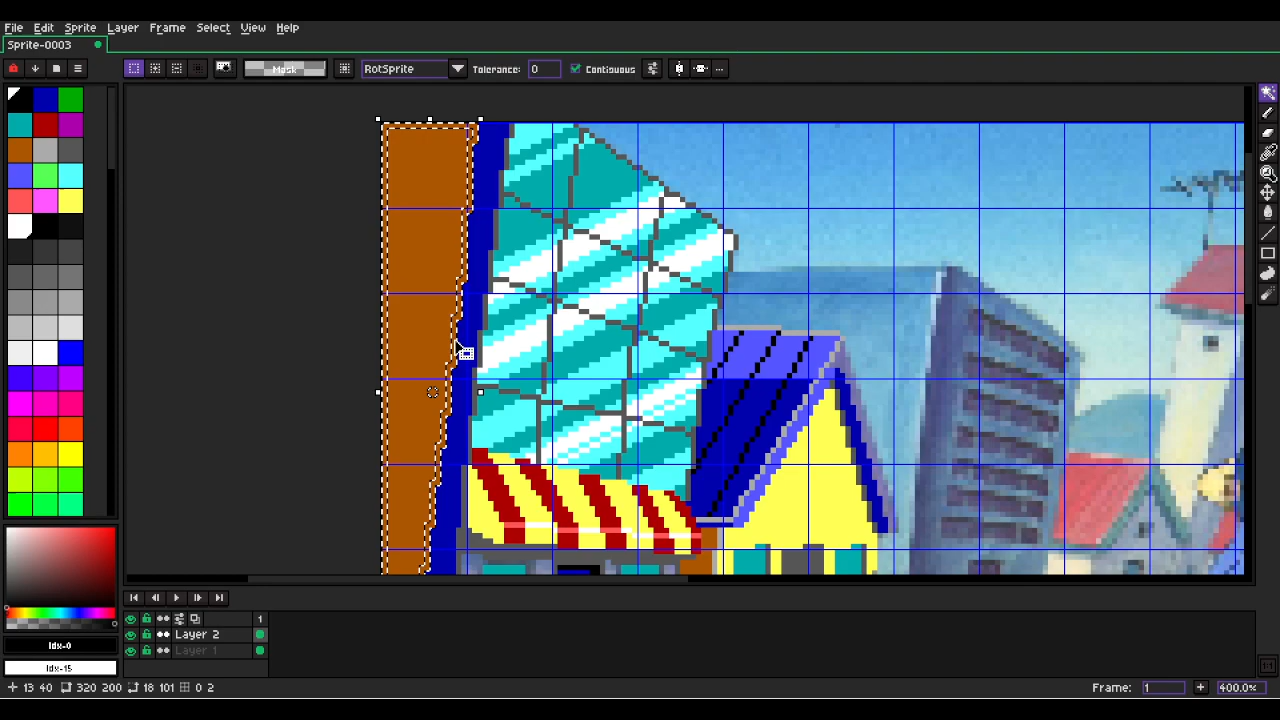 File Edit Sprite Layer Frame Select View Help
Sprite-0003
Mask RotSprite Tolerance: 0 Contiguous ...
1
Layer 2
Layer 1
Idx-0
Idx-15
13 40 320 200 18 101 0 2 Frame: 1 + 400.0%